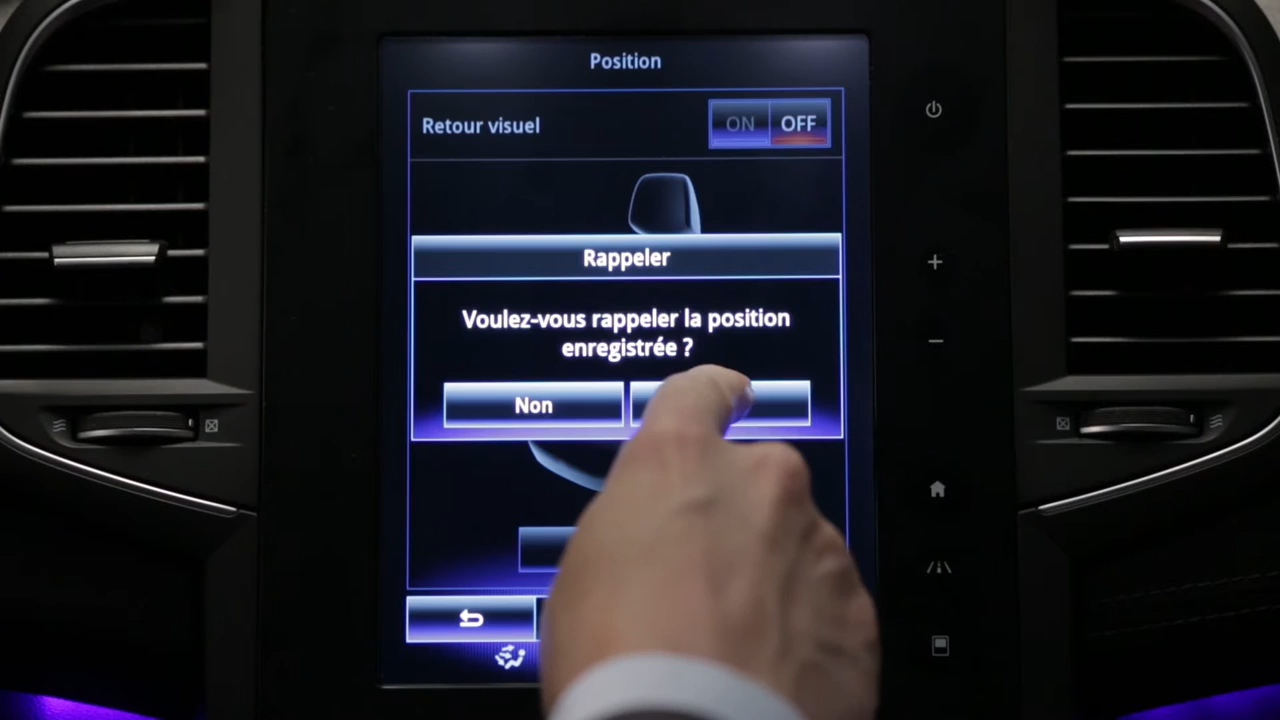 Position
Retour visuel
ON OFF
Rappeler
Voulez-vous rappeler la position
enregistrée ?
Non